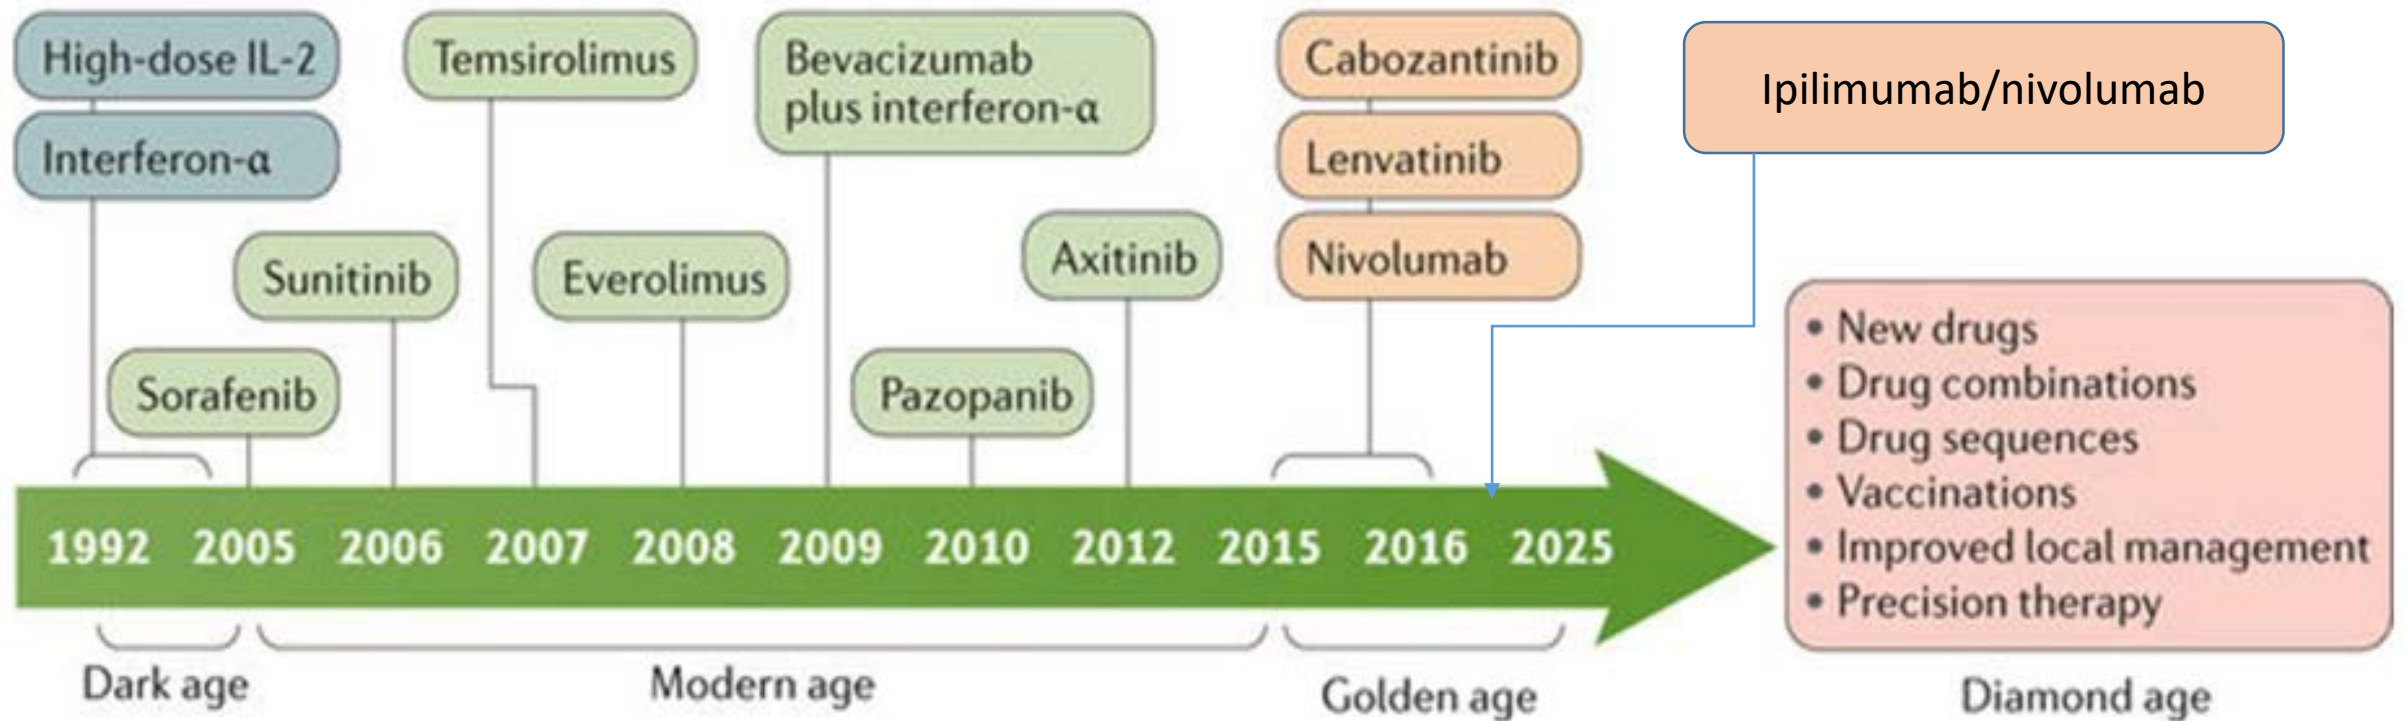 High-dose IL-2
Interferon-α
Temsirolimus
Bevacizumab
plus interferon-α
Cabozantinib
Lenvatinib
Nivolumab
Ipilimumab/nivolumab
Sunitinib
Everolimus
Axitinib
Sorafenib
Pazopanib
• New drugs
• Drug combinations
• Drug sequences
• Vaccinations
• Improved local management
• Precision therapy
1992 2005 2006 2007 2008 2009 2010 2012 2015 2016 2025
Dark age
Modern age
Golden age
Diamond age